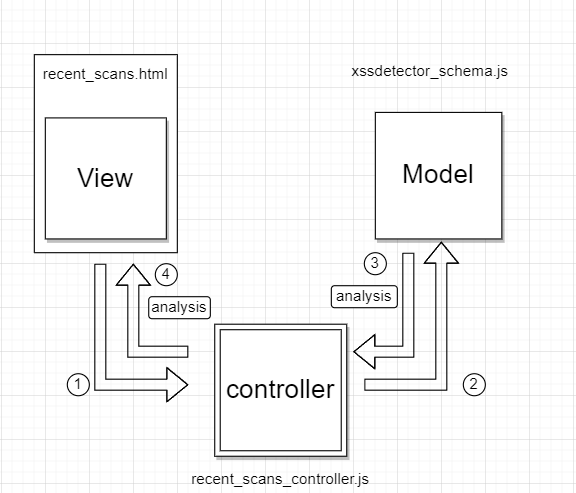 recent_scans.html
xssdetector_schema.js
View
Model
4
3
analysis
analysis
1
controller
2
recent_scans_controller.js